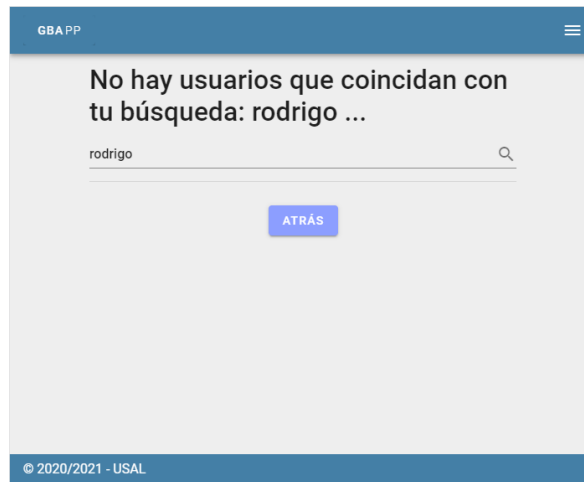 GBAPP
No hay usuarios que coincidan con
tu búsqueda: rodrigo ...
rodrigo
ATRÁS
© 2020/2021 - USAL